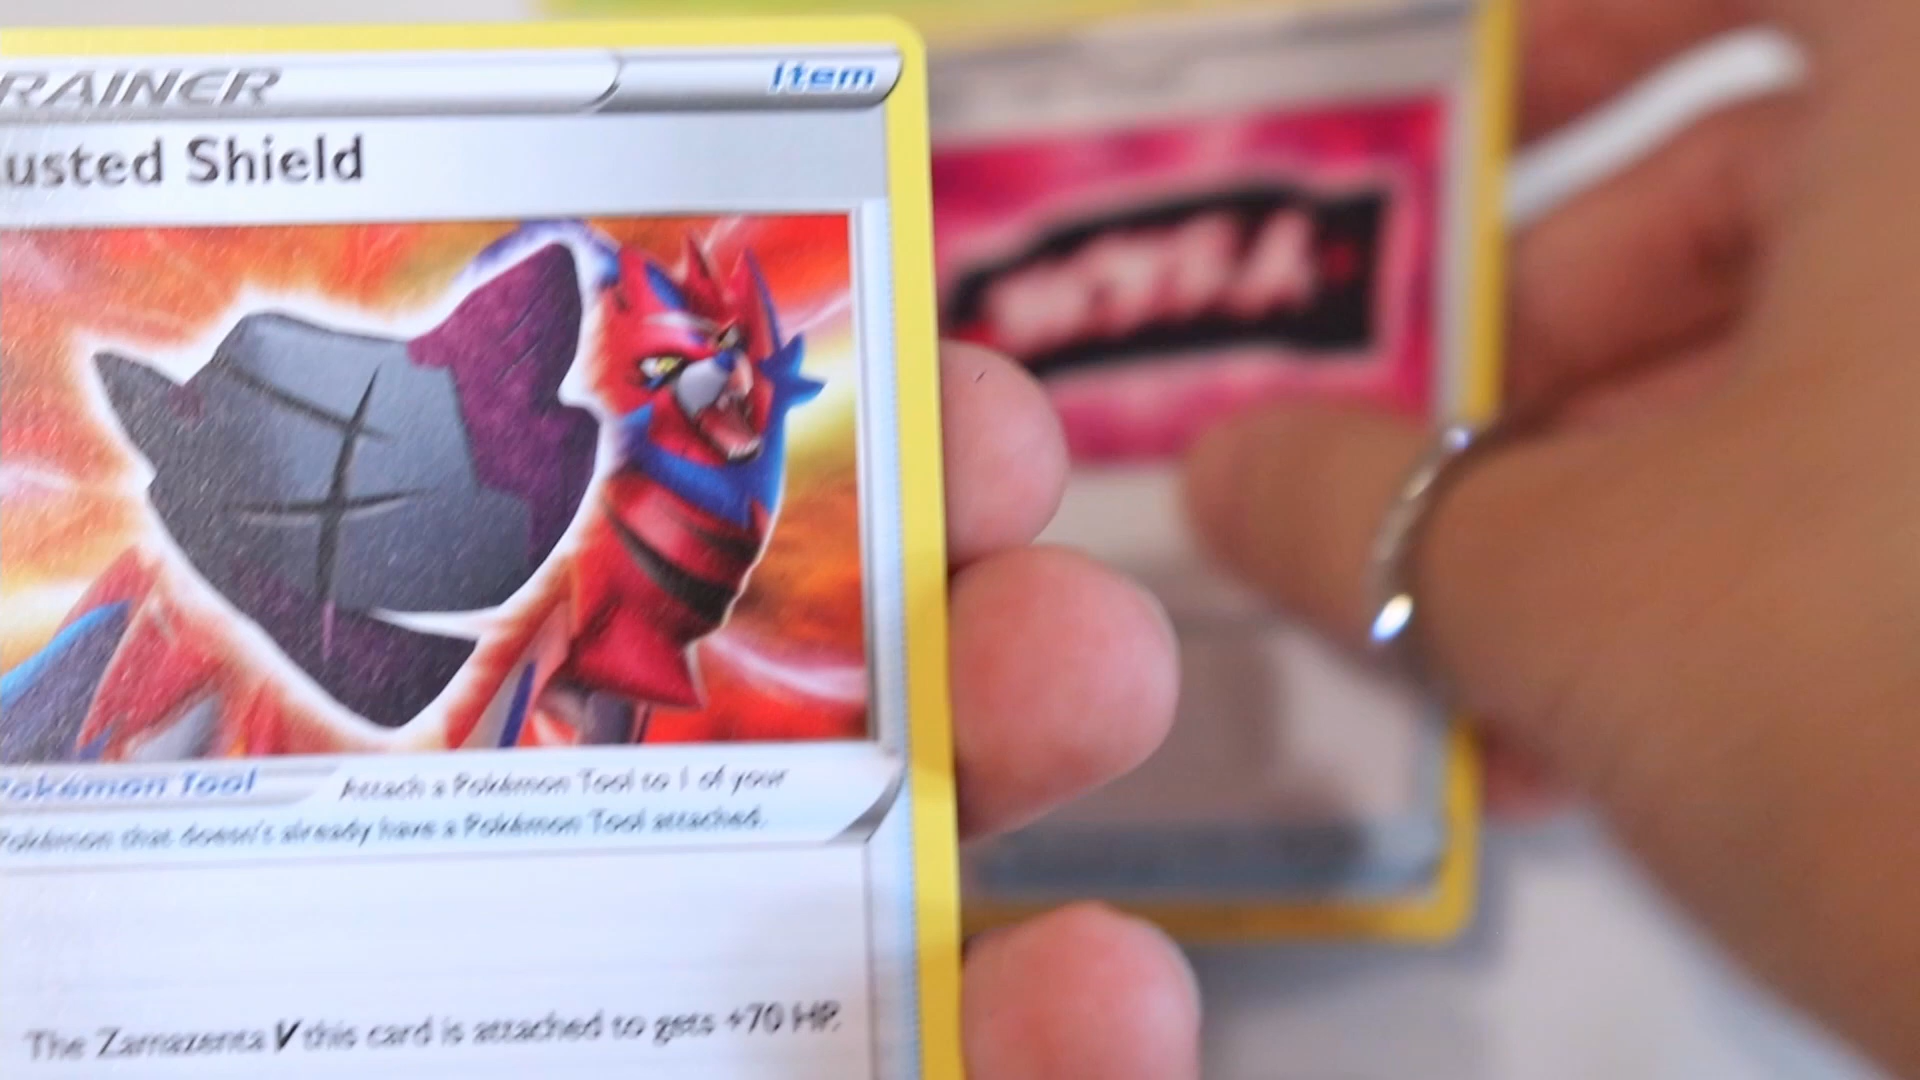 RAINER
Item
usted Shield
Pokémon Tool
Attach a Pokémon Tool to 1 of your
Pokémon that doesn't already have a Pokémon Tool attached.
The Zamazenta V this card is attached to gets +70 HP.